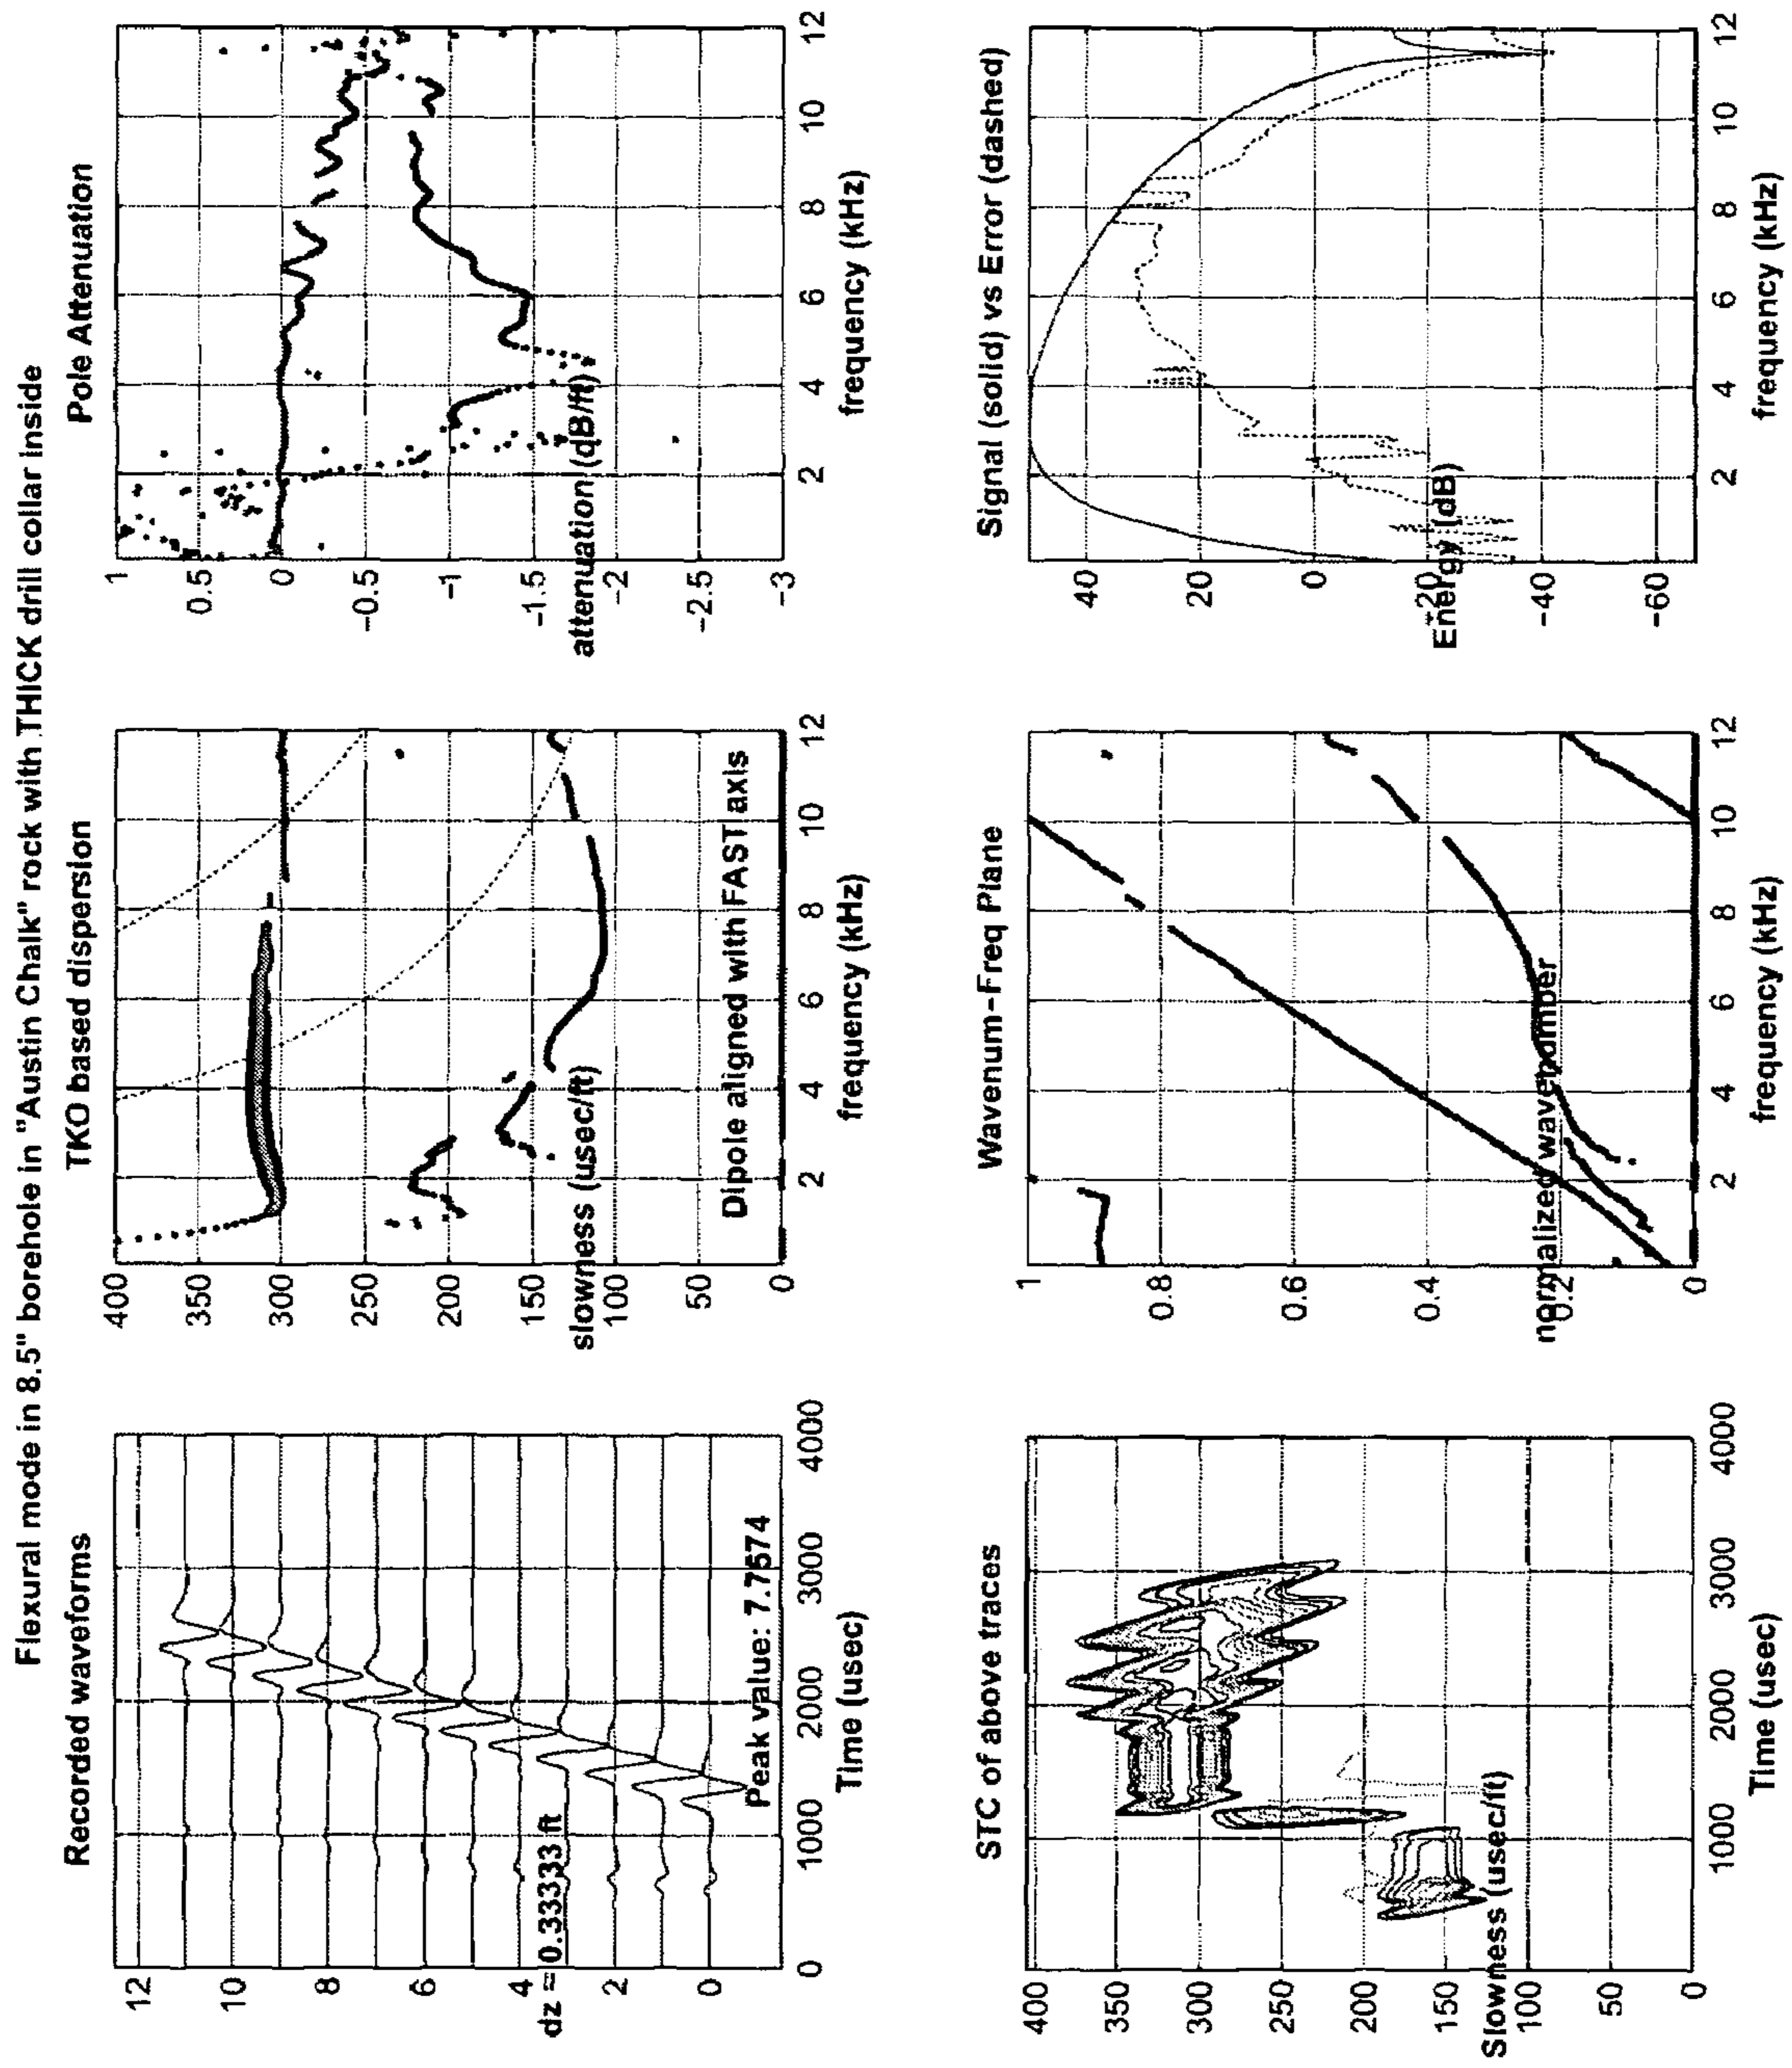 Flexural mode in 8.5" borehole in "Austin Chalk" rock with THICK drill collar inside
Recorded waveforms
12
10
8
6
4
2
0
dz = 0.33333 ft
Peak value: 7.7574
0 1000 2000 3000 4000
Time (usec)
TKO based dispersion
400
350
300
250
200
150
100
50
0
slowness (usec/ft)
Dipole aligned with FAST axis
2 4 6 8 10 12
frequency (kHz)
Pole Attenuation
1
0.5
0
-0.5
-1
-1.5
-2
-2.5
-3
attenuation (dB/ft)
2 4 6 8 10 12
frequency (kHz)
STC of above traces
400
350
300
250
200
150
100
50
0
Slowness (usec/ft)
1000 2000 3000 4000
Time (usec)
Wavenum-Freq Plane
1
0.8
0.6
0.4
0.2
0
normalized wavenumber
2 4 6 8 10 12
frequency (kHz)
Signal (solid) vs Error (dashed)
40
20
0
-20
-40
-60
Energy (dB)
2 4 6 8 10 12
frequency (kHz)